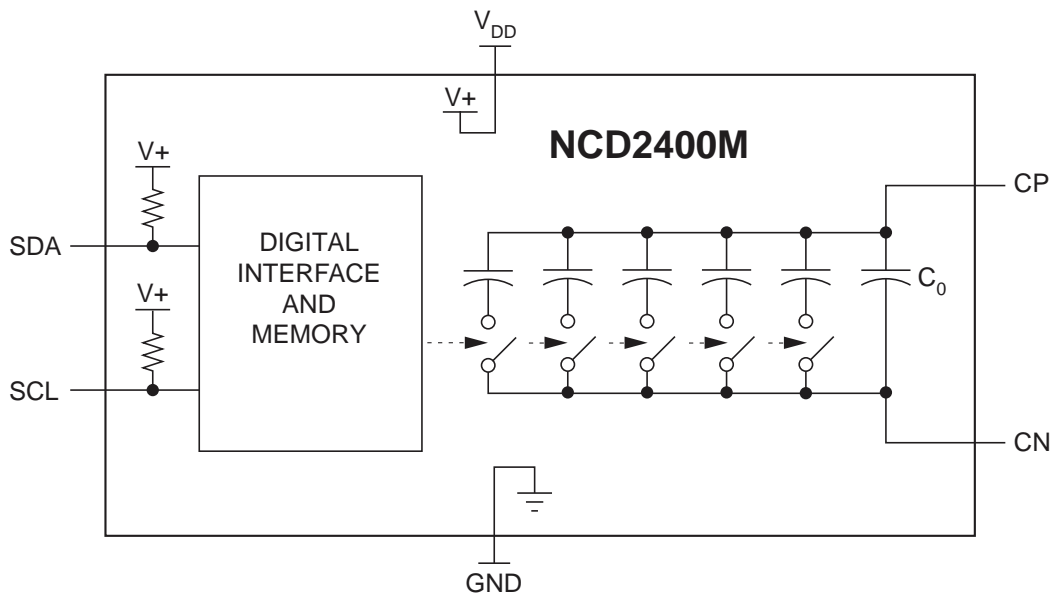 VDD
V+
NCD2400M
V+
CP
SDA
DIGITAL
INTERFACE
AND
MEMORY
C0
V+
SCL
CN
GND